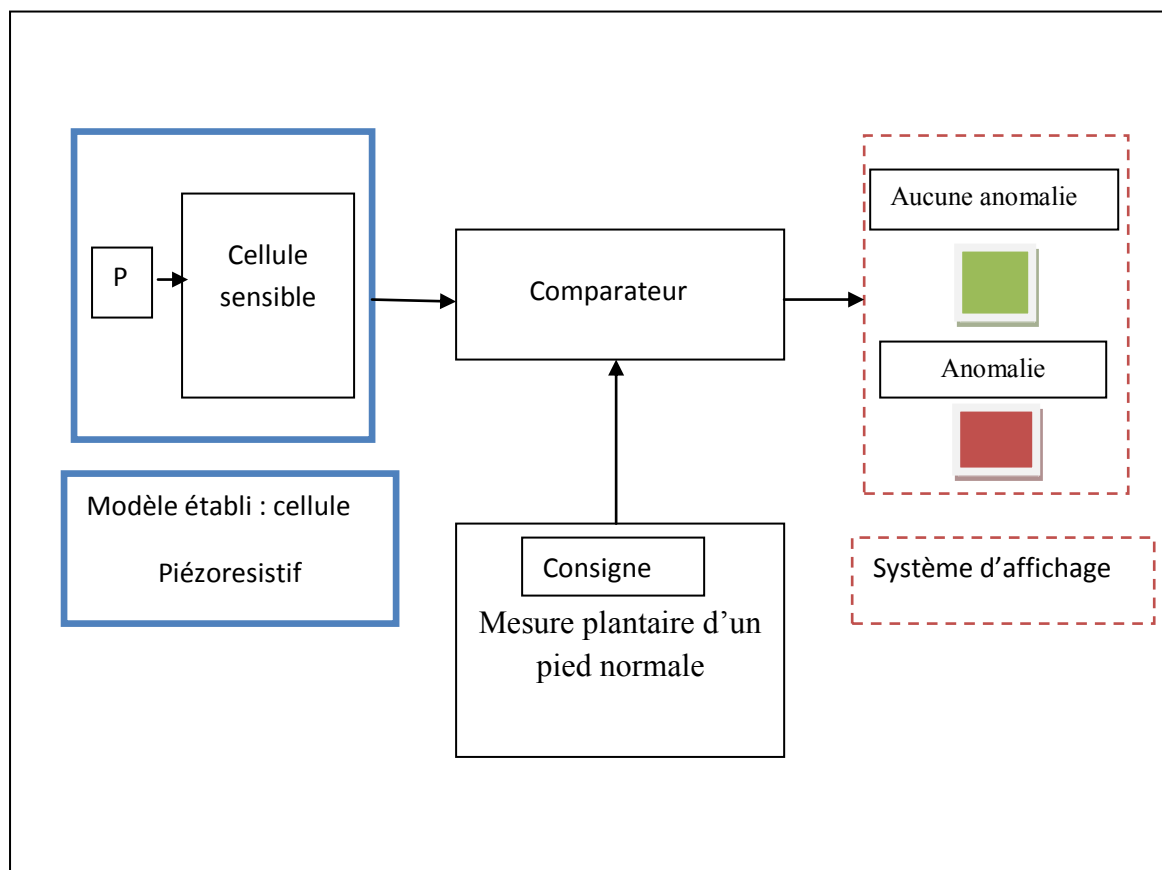 P
Cellule
sensible
Comparateur
Aucune anomalie
Anomalie
Modèle établi : cellule
Piézoresistif
Consigne
Mesure plantaire d’un
pied normale
Système d’affichage